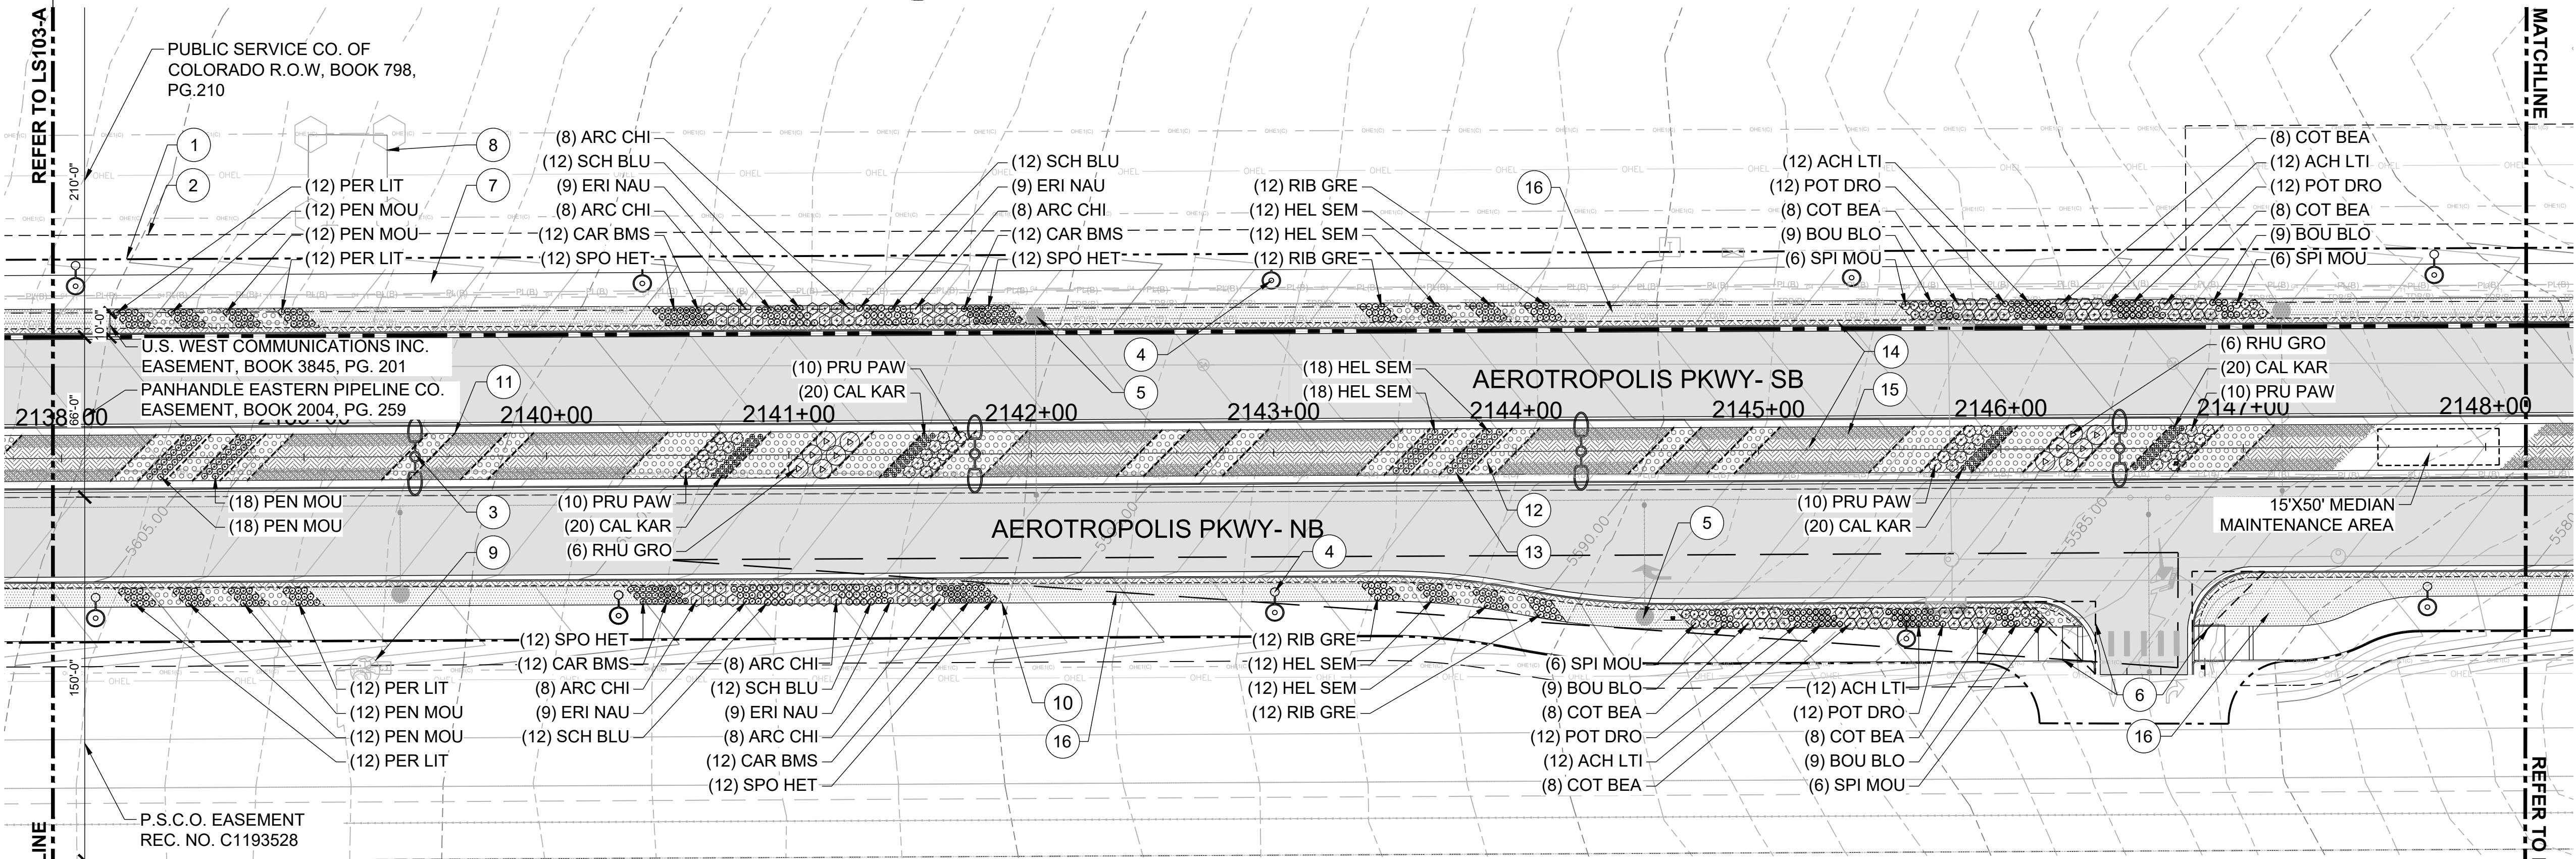 REFER TO LS103-A
MATCHLINE
PUBLIC SERVICE CO. OF
COLORADO R.O.W, BOOK 798,
PG.210
210'-0"
1
2
8
7
(12) PER LIT
(12) PEN MOU
(12) PEN MOU
(12) PER LIT
(8) ARC CHI
(12) SCH BLU
(9) ERI NAU
(8) ARC CHI
(12) CAR BMS
(12) SPO HET
(12) SCH BLU
(9) ERI NAU
(8) ARC CHI
(12) CAR BMS
(12) SPO HET
(12) RIB GRE
(12) HEL SEM
(12) HEL SEM
(12) RIB GRE
16
(12) ACH LTI
(12) POT DRO
(8) COT BEA
(9) BOU BLO
(6) SPI MOU
(8) COT BEA
(12) ACH LTI
(12) POT DRO
(8) COT BEA
(9) BOU BLO
(6) SPI MOU
OHE1(C)
OHEL
PL(B)
10'-0"
U.S. WEST COMMUNICATIONS INC.
EASEMENT, BOOK 3845, PG. 201
PANHANDLE EASTERN PIPELINE CO.
EASEMENT, BOOK 2004, PG. 259
11
66'-0"
(10) PRU PAW
(20) CAL KAR
4
5
(18) HEL SEM
(18) HEL SEM
AEROTROPOLIS PKWY- SB
14
15
(6) RHU GRO
(20) CAL KAR
(10) PRU PAW
2138+00
2140+00
2141+00
2142+00
2143+00
2144+00
2145+00
2146+00
2147+00
2148+00
(18) PEN MOU
(18) PEN MOU
3
9
(10) PRU PAW
(20) CAL KAR
(6) RHU GRO
AEROTROPOLIS PKWY- NB
4
12
13
5
(10) PRU PAW
(20) CAL KAR
15'X50' MEDIAN
MAINTENANCE AREA
5605.00
5590.00
5585.00
150'-0"
(12) PER LIT
(12) PEN MOU
(12) PEN MOU
(12) PER LIT
(12) SPO HET
(12) CAR BMS
(8) ARC CHI
(9) ERI NAU
(12) SCH BLU
(8) ARC CHI
(12) SCH BLU
(9) ERI NAU
(8) ARC CHI
(12) CAR BMS
(12) SPO HET
10
16
(12) RIB GRE
(12) HEL SEM
(12) HEL SEM
(12) RIB GRE
(6) SPI MOU
(9) BOU BLO
(8) COT BEA
(12) POT DRO
(12) ACH LTI
(8) COT BEA
(12) ACH LTI
(12) POT DRO
(8) COT BEA
(9) BOU BLO
(6) SPI MOU
6
16
P.S.C.O. EASEMENT
REC. NO. C1193528
LINE
REFER TO